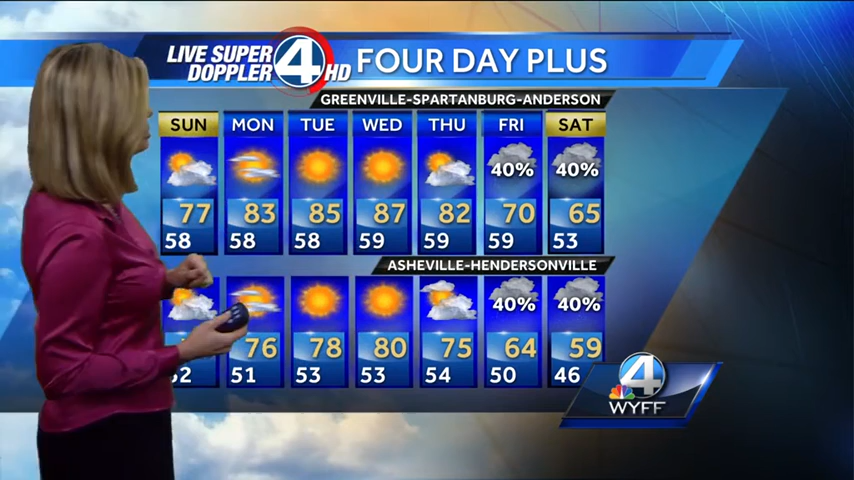 LIVE SUPER DOPPLER 4 HD FOUR DAY PLUS
GREENVILLE-SPARTANBURG-ANDERSON
SUN MON TUE WED THU FRI SAT
40% 40%
77 83 85 87 82 70 65
58 58 58 59 59 59 53
ASHEVILLE-HENDERSONVILLE
40% 40%
76 78 80 75 64 59
51 53 53 54 50 46
4
WYFF